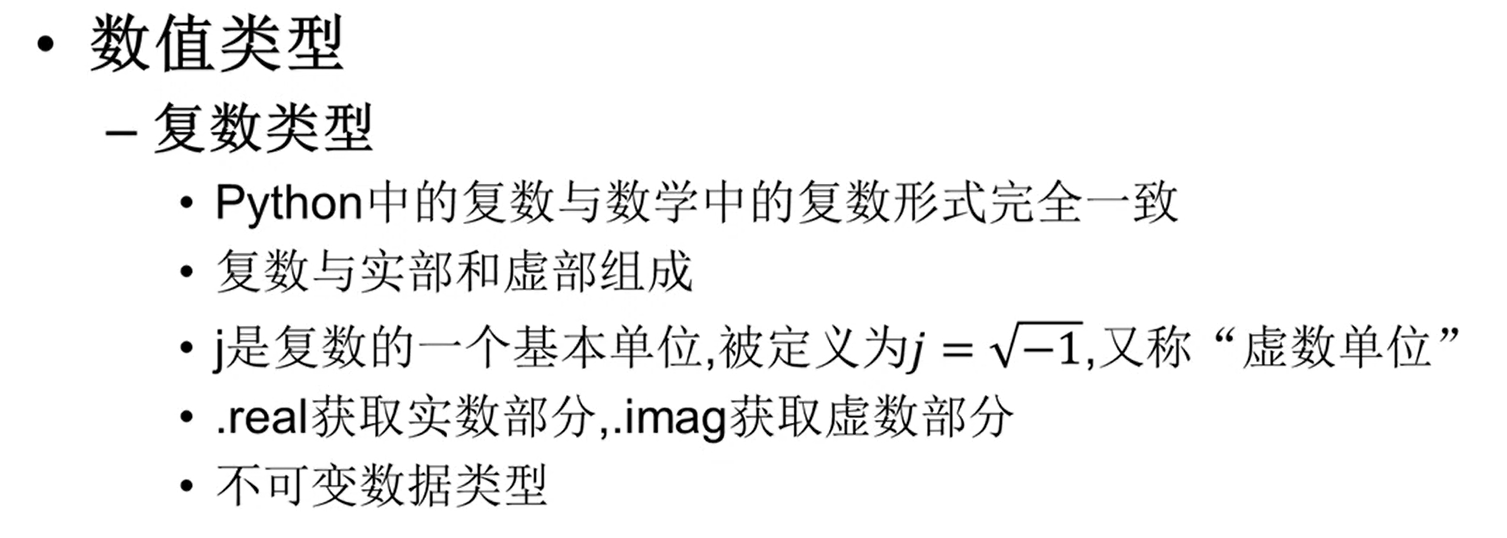 • 数值类型
– 复数类型
• Python中的复数与数学中的复数形式完全一致
• 复数与实部和虚部组成
• j是复数的一个基本单位,被定义为j = √−1,又称“虚数单位”
• .real获取实数部分,.imag获取虚数部分
• 不可变数据类型